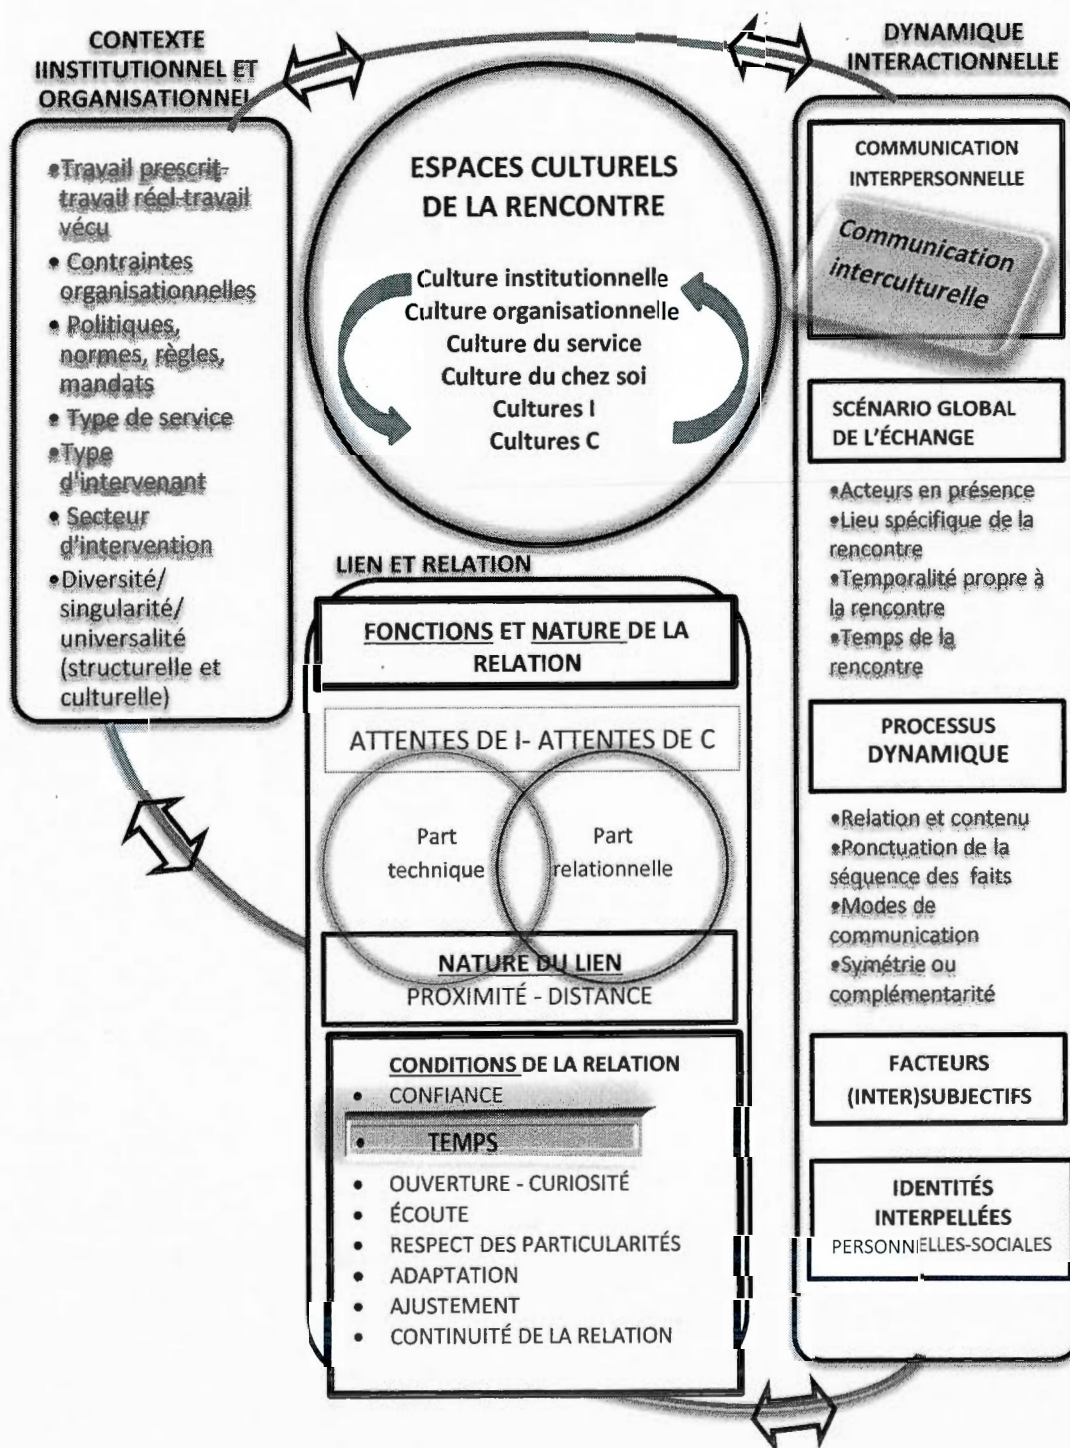 CONTEXTE
IINSTITUTIONNEL ET
ORGANISATIONNEL
•Travail prescrit-
travail réel-travail
vécu
• Contraintes
organisationnelles
• Politiques,
normes, règles,
mandats
• Type de service
•Type
d'intervenant
• Secteur
d'intervention
•Diversité/
singularité/
universalité
(structurelle et
culturelle)
ESPACES CULTURELS
DE LA RENCONTRE
Culture institutionnelle
Culture organisationnelle
Culture du service
Culture du chez soi
Cultures I
Cultures C
LIEN ET RELATION
FONCTIONS ET NATURE DE LA
RELATION
ATTENTES DE I- ATTENTES DE C
Part
technique
Part
relationnelle
NATURE DU LIEN
PROXIMITÉ - DISTANCE
CONDITIONS DE LA RELATION
• CONFIANCE
• TEMPS
• OUVERTURE - CURIOSITÉ
• ÉCOUTE
• RESPECT DES PARTICULARITÉS
• ADAPTATION
• AJUSTEMENT
• CONTINUITÉ DE LA RELATION
DYNAMIQUE
INTERACTIONNELLE
COMMUNICATION
INTERPERSONNELLE
Communication
interculturelle
SCÉNARIO GLOBAL
DE L'ÉCHANGE
•Acteurs en présence
•Lieu spécifique de la
rencontre
•Temporalité propre à
la rencontre
•Temps de la
rencontre
PROCESSUS
DYNAMIQUE
•Relation et contenu
•Ponctuation de la
séquence des faits
•Modes de
communication
•Symétrie ou
complémentarité
FACTEURS
(INTER)SUBJECTIFS
IDENTITÉS
INTERPELLÉES
PERSONNELLES-SOCIALES